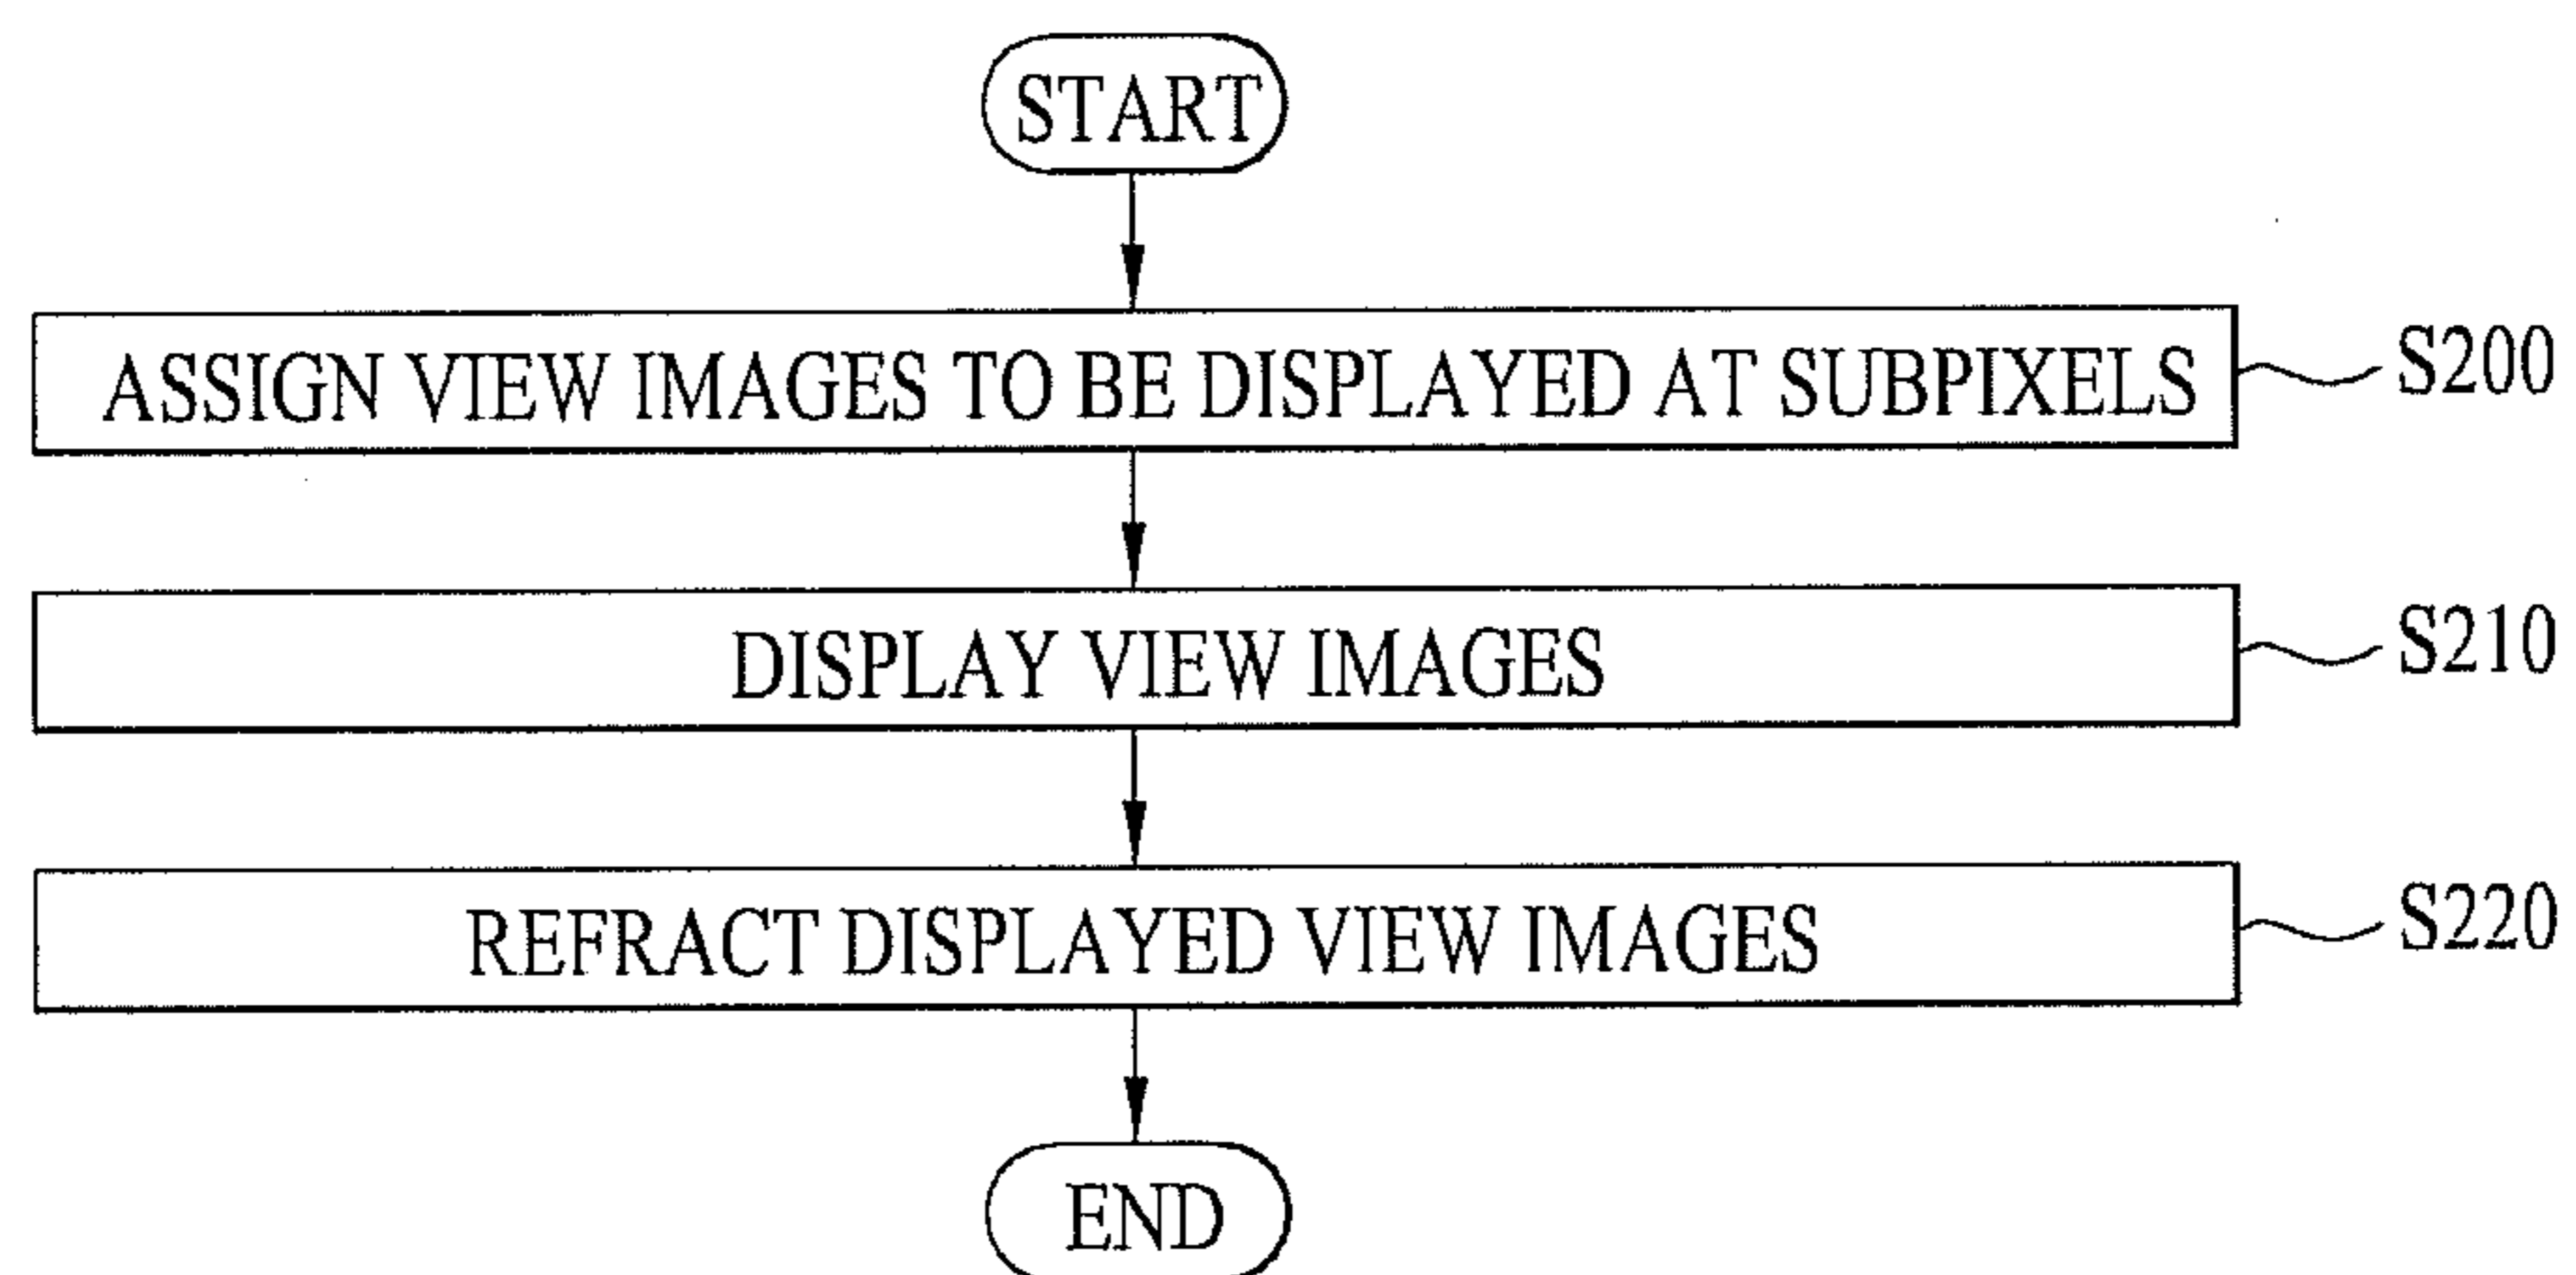 START
ASSIGN VIEW IMAGES TO BE DISPLAYED AT SUBPIXELS
S200
DISPLAY VIEW IMAGES
S210
REFRACT DISPLAYED VIEW IMAGES
S220
END